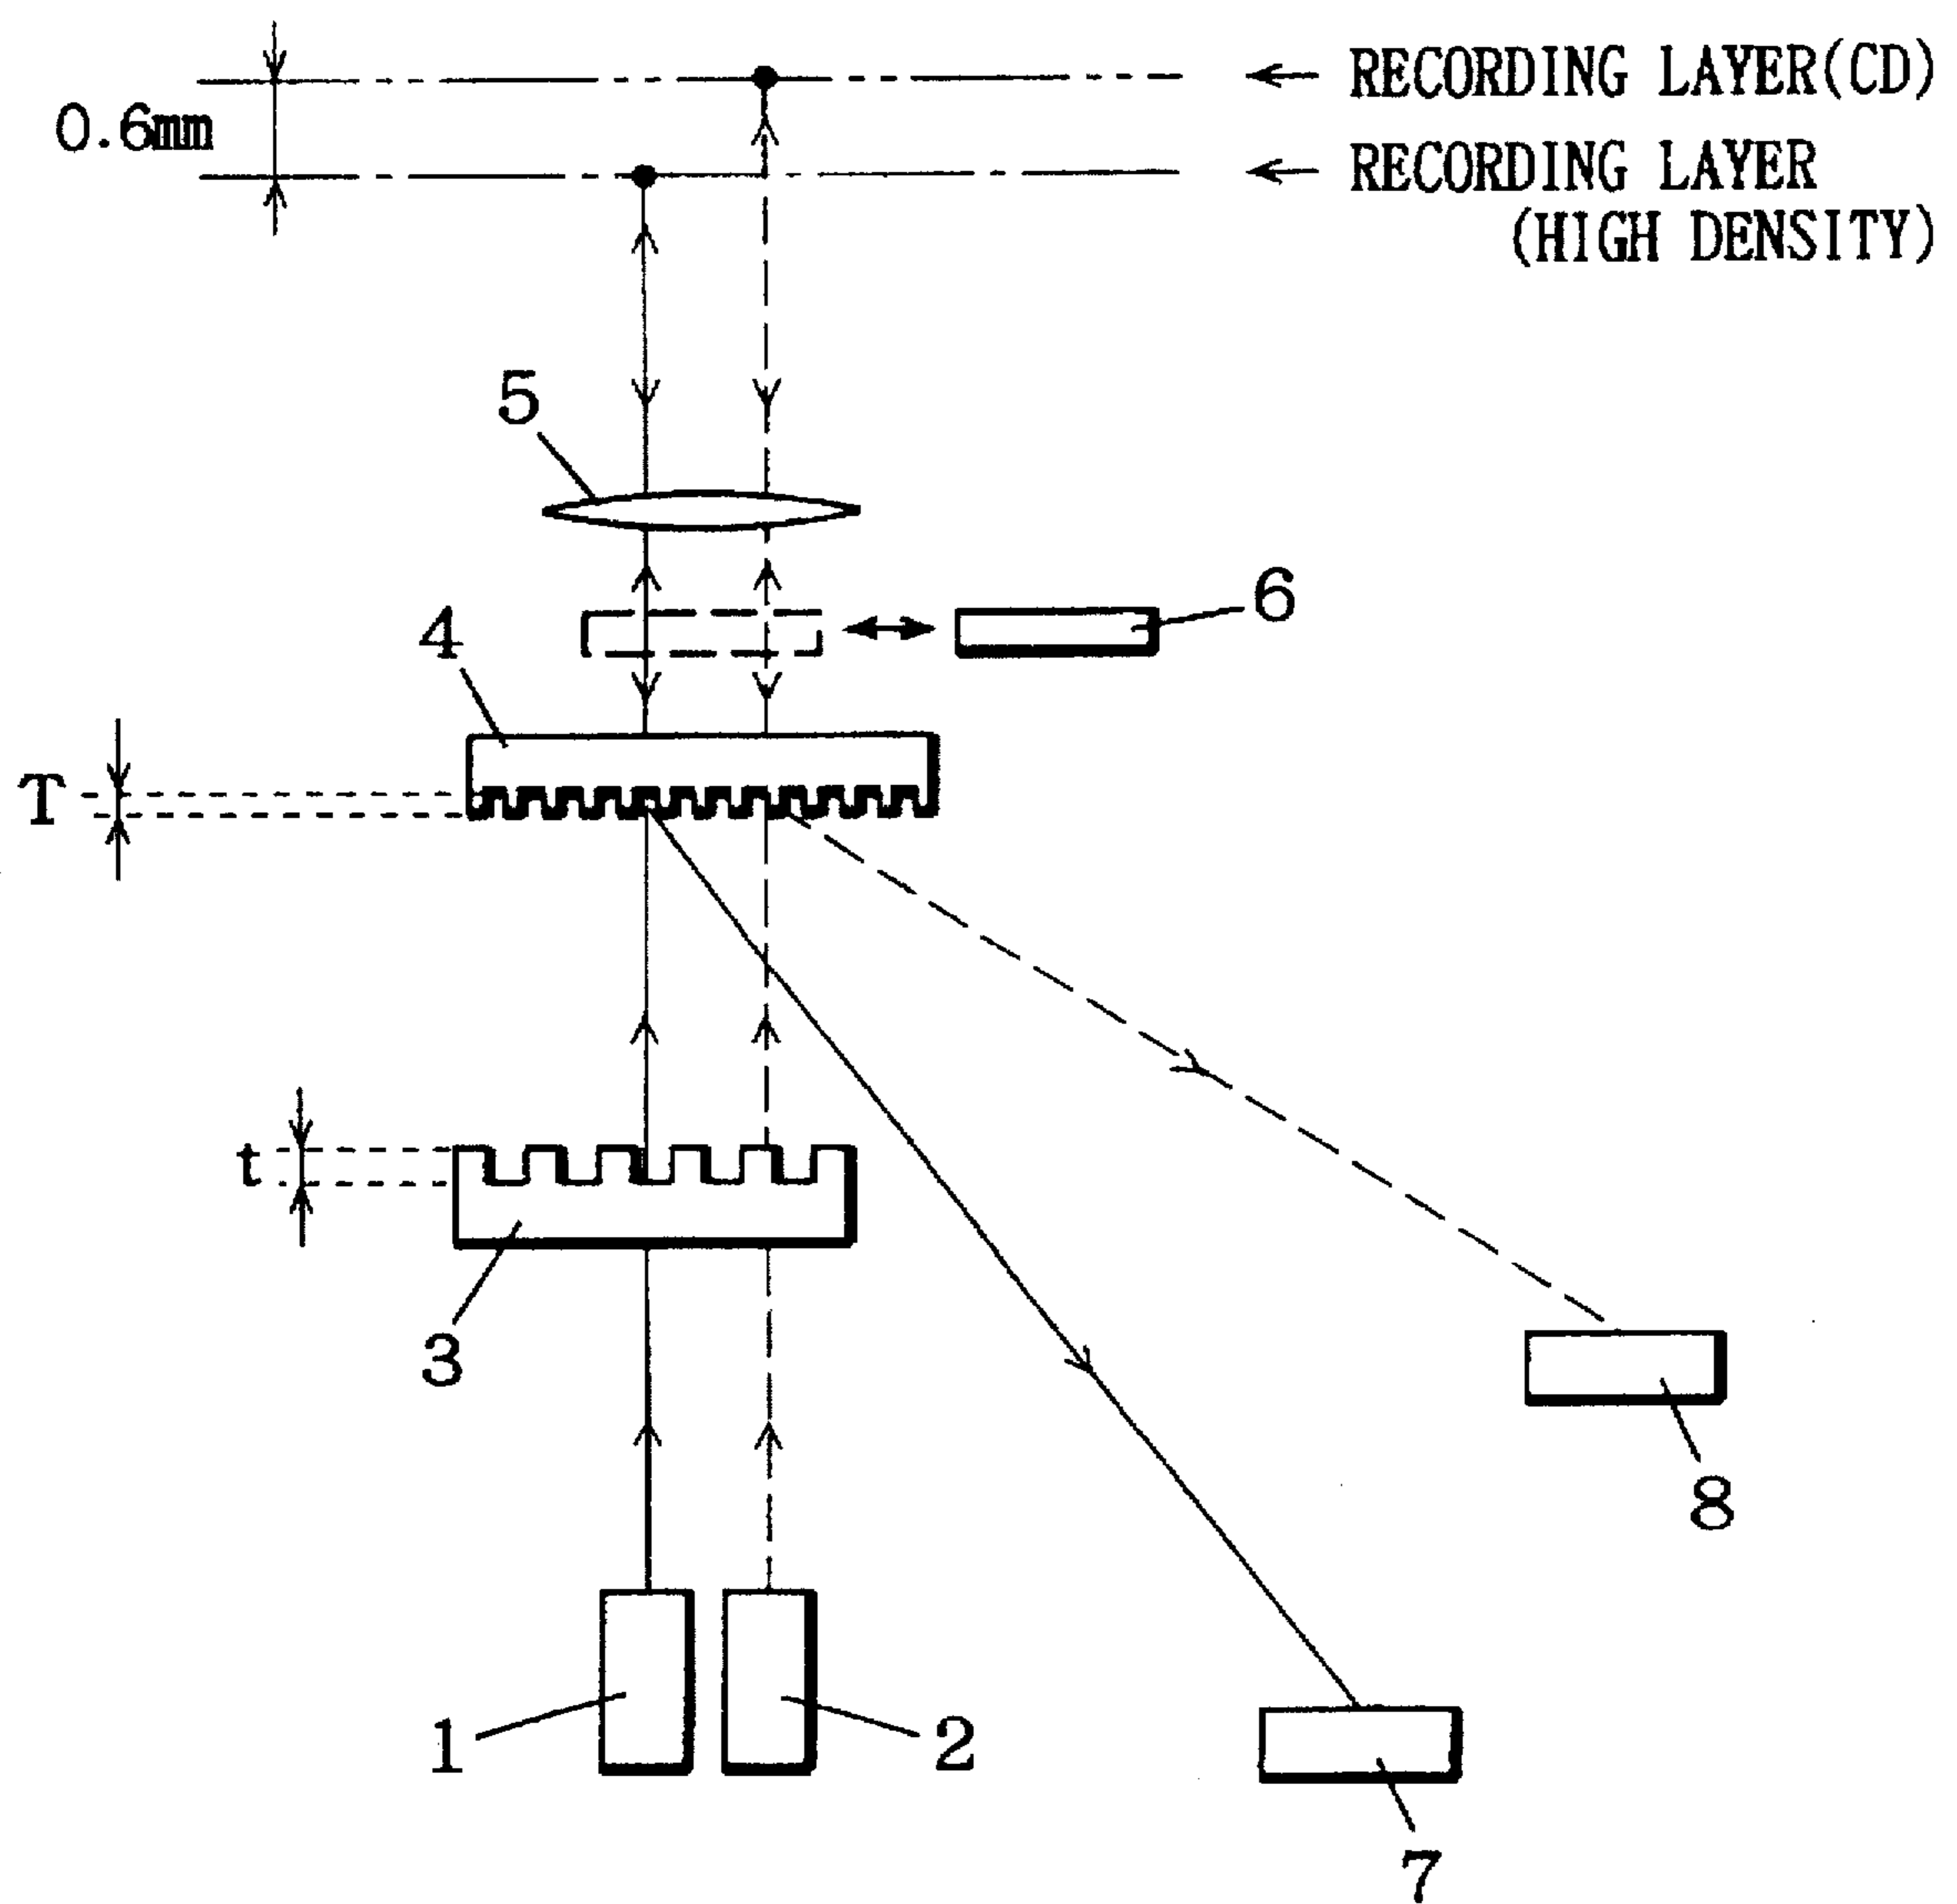 RECORDING LAYER(CD)
0.6mm
RECORDING LAYER
(HIGH DENSITY)
5
6
4
T
t
3
8
1
2
7